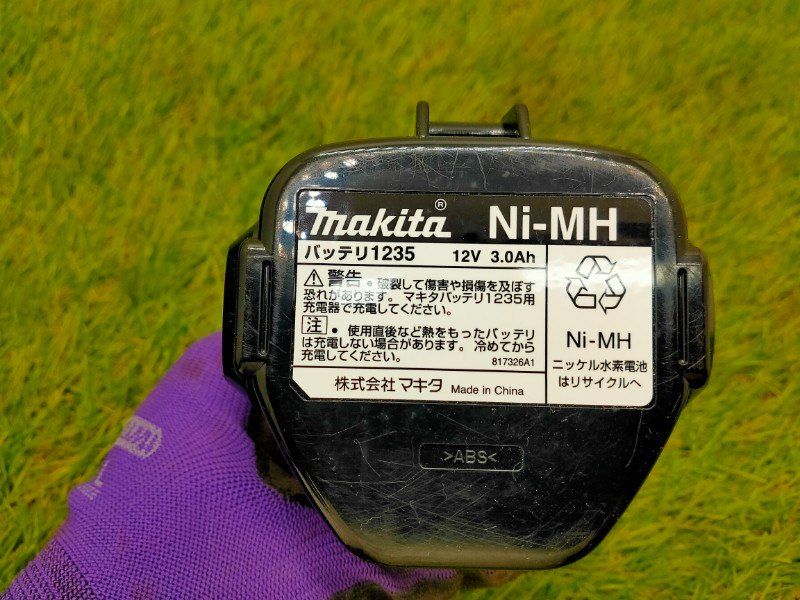 makita® Ni-MH
バッテリ1235 12V 3.0Ah
⚠警告 • 破裂して傷害や損傷を及ぼす
恐れがあります。マキタバッテリ1235用
充電器で充電してください。
注 • 使用直後など熱をもったバッテリ
は充電しない場合があります。冷めてから
充電してください。 817326A1
株式会社マキタ Made in China
Ni-MH
ニッケル水素電池
はリサイクルへ
>ABS<